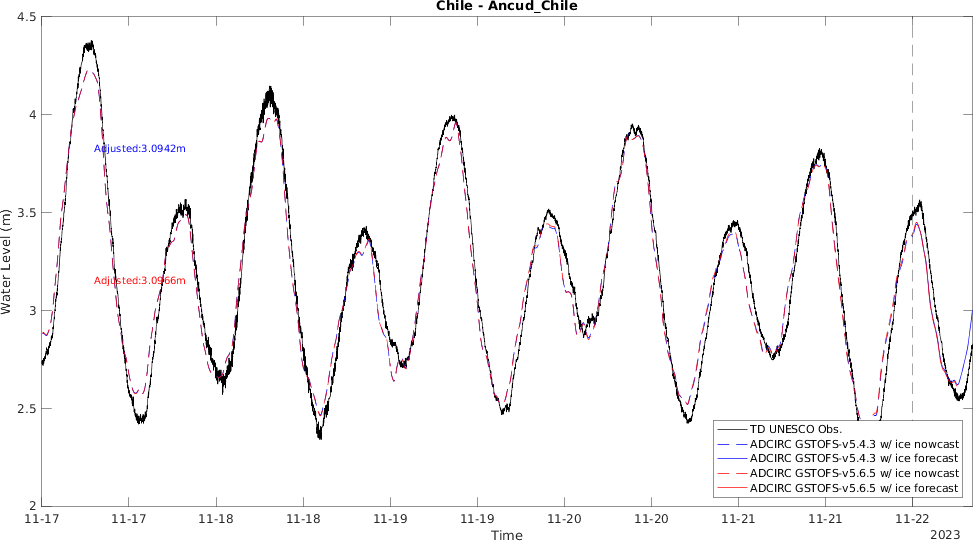 Chile - Ancud_Chile
4.5
4
3.5
3
2.5
2
Water Level (m)
Adjusted:3.0942m
Adjusted:3.0966m
TD UNESCO Obs.
ADCIRC GSTOFS-v5.4.3 w/ ice nowcast
ADCIRC GSTOFS-v5.4.3 w/ ice forecast
ADCIRC GSTOFS-v5.6.5 w/ ice nowcast
ADCIRC GSTOFS-v5.6.5 w/ ice forecast
11-17 11-17 11-18 11-18 11-19 11-19 11-20 11-20 11-21 11-21 11-22
Time
2023